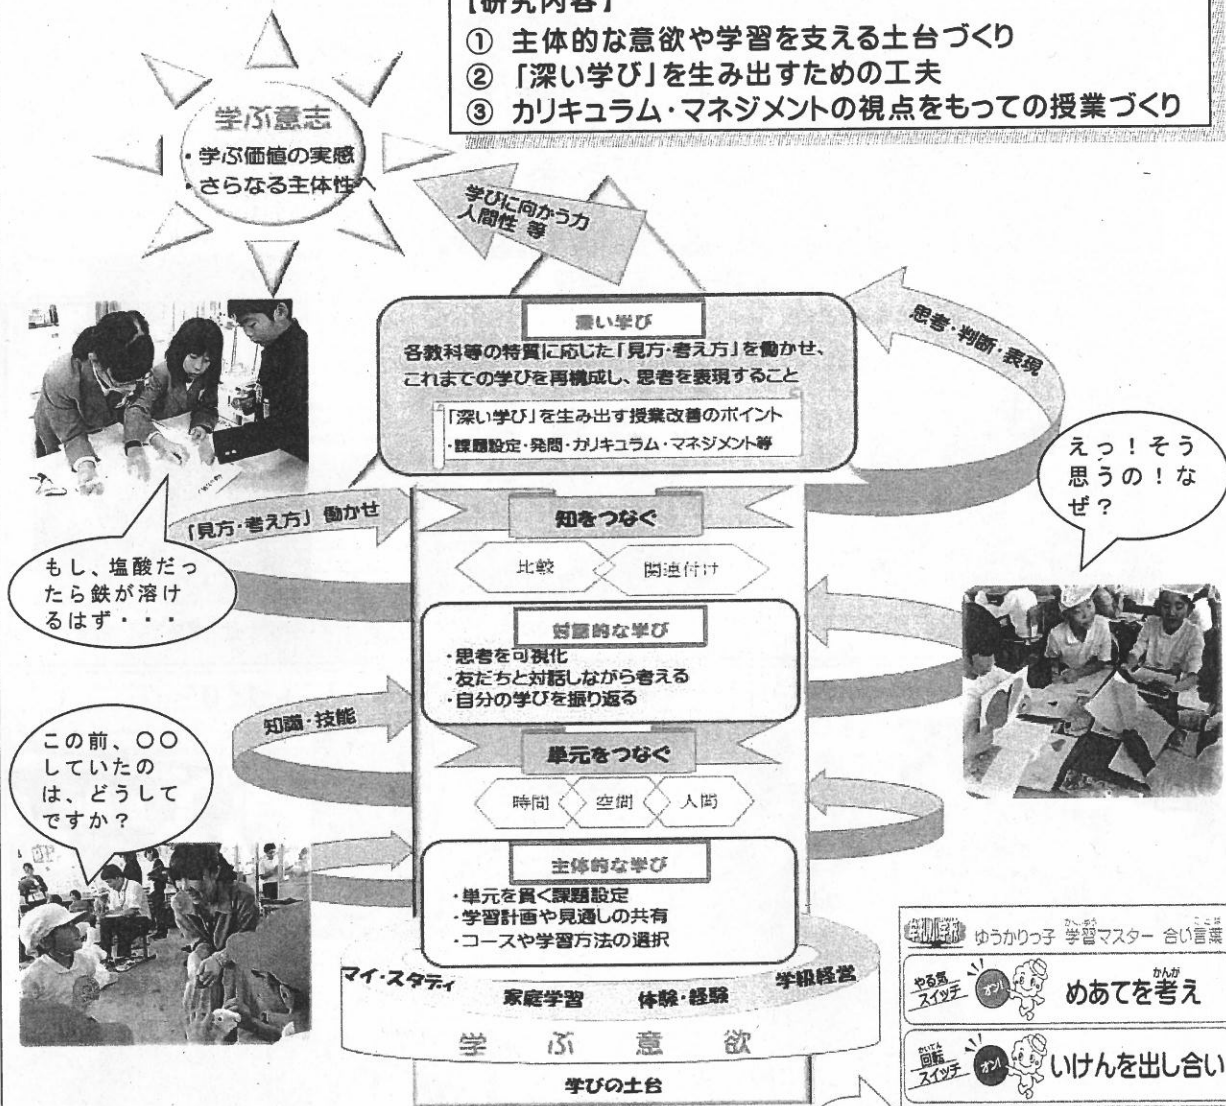 【研究内容】
① 主体的な意欲や学習を支える土台づくり
② 「深い学び」を生み出すための工夫
③ カリキュラム・マネジメントの視点をもっての授業づくり
学ぶ意志
・学ぶ価値の実感
・さらなる主体性へ
学びに向かう力
人間性 等
深い学び
各教科等の特質に応じた「見方・考え方」を働かせ、
これまでの学びを再構成し、思考を表現すること
「深い学び」を生み出す授業改善のポイント
・課題設定・発問・カリキュラム・マネジメント等
思考・判断・表現
えっ！そう
思うの！な
ぜ？
「見方・考え方」働かせ
知をつなぐ
比較
関連付け
もし、塩酸だっ
たら鉄が溶け
るはず・・・
対話的な学び
・思考を可視化
・友だちと対話しながら考える
・自分の学びを振り返る
知識・技能
単元をつなぐ
時間
空間
人間
この前、〇〇
していたの
は、どうして
ですか？
主体的な学び
・単元を貫く課題設定
・学習計画や見通しの共有
・コースや学習方法の選択
マイ・スタディ
家庭学習
体験・経験
学級経営
学ぶ意欲
学びの土台
ゆうかりっ子 学習マスター 合い言葉
がくしゅう
ことば
やる気
スイッチ
オン!
かんが
めあてを考え
かいてん
回転
スイッチ
オン!
いけんを出し合い